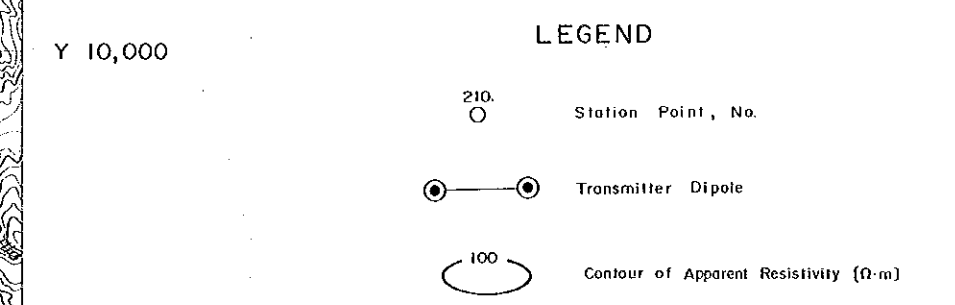 LEGEND
Y 10,000
210.
Station Point, No.
Transmitter Dipole
100
Contour of Apparent Resistivity {Ω·m}